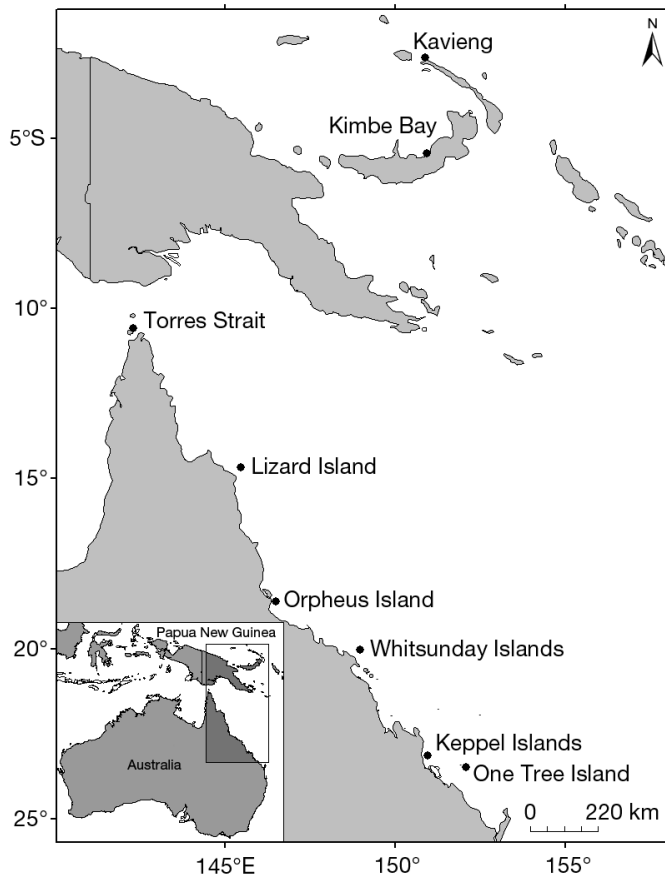 N
Kavieng
Kimbe Bay
5°S
10°
Torres Strait
Lizard Island
15°
Orpheus Island
Papua New Guinea
20°
Whitsunday Islands
Keppel Islands
Australia
One Tree Island
0 220 km
25°
145°E 150° 155°